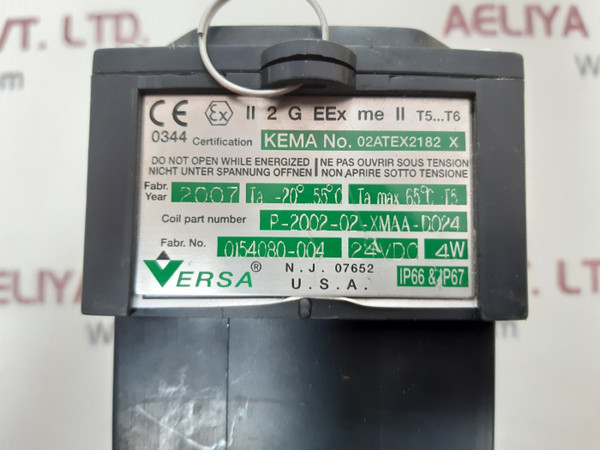 VT. LTD.
AELIYA
CE Ex II 2 G EEx me II T5...T6
0344 Certification KEMA No. 02ATEX2182 X
DO NOT OPEN WHILE ENERGIZED NE PAS OUVRIR SOUS TENSION
NICHT UNTER SPANNUNG OFFNEN NON APRIRE SOTTO TENSIONE
Fabr. Year 2007 Ta -20° 55°C Ta max 65°C T5
Coil part number P-2002-02-XMAA-D024
Fabr. No. 0154080-004 24VDC 4W
VERSA ® N.J. 07652
U.S.A.
IP66 & IP67